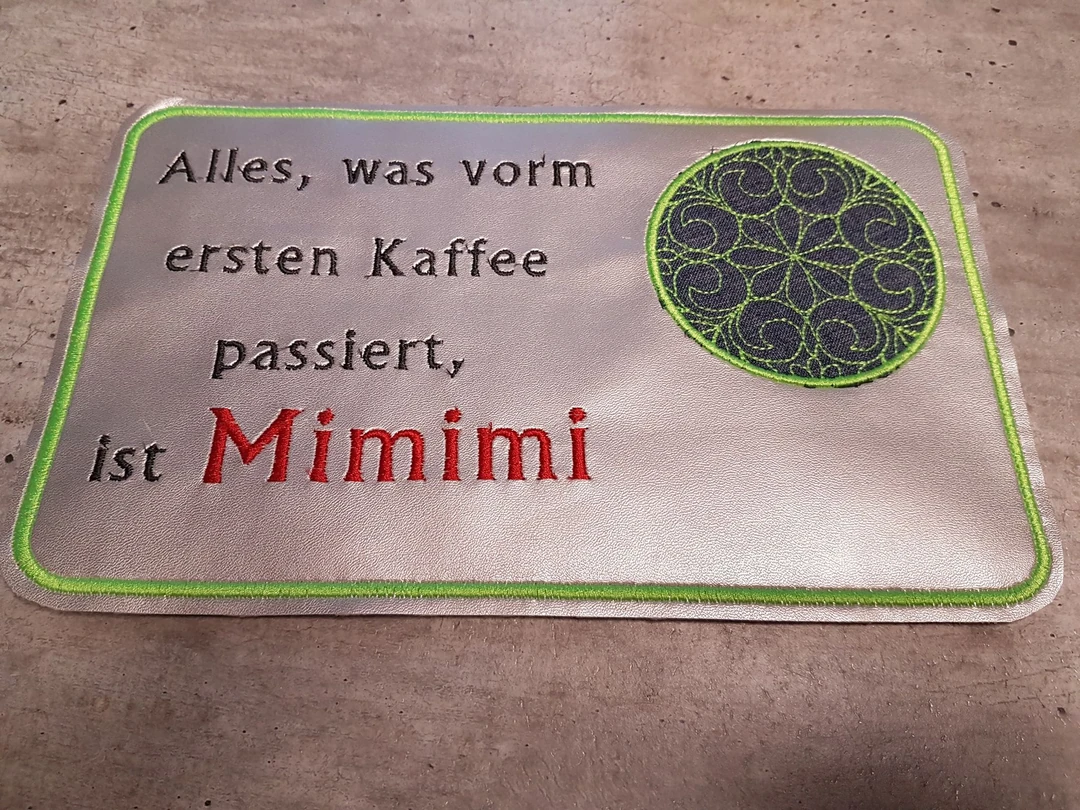 Alles, was vorm
ersten Kaffee
passiert,
ist Mimimi